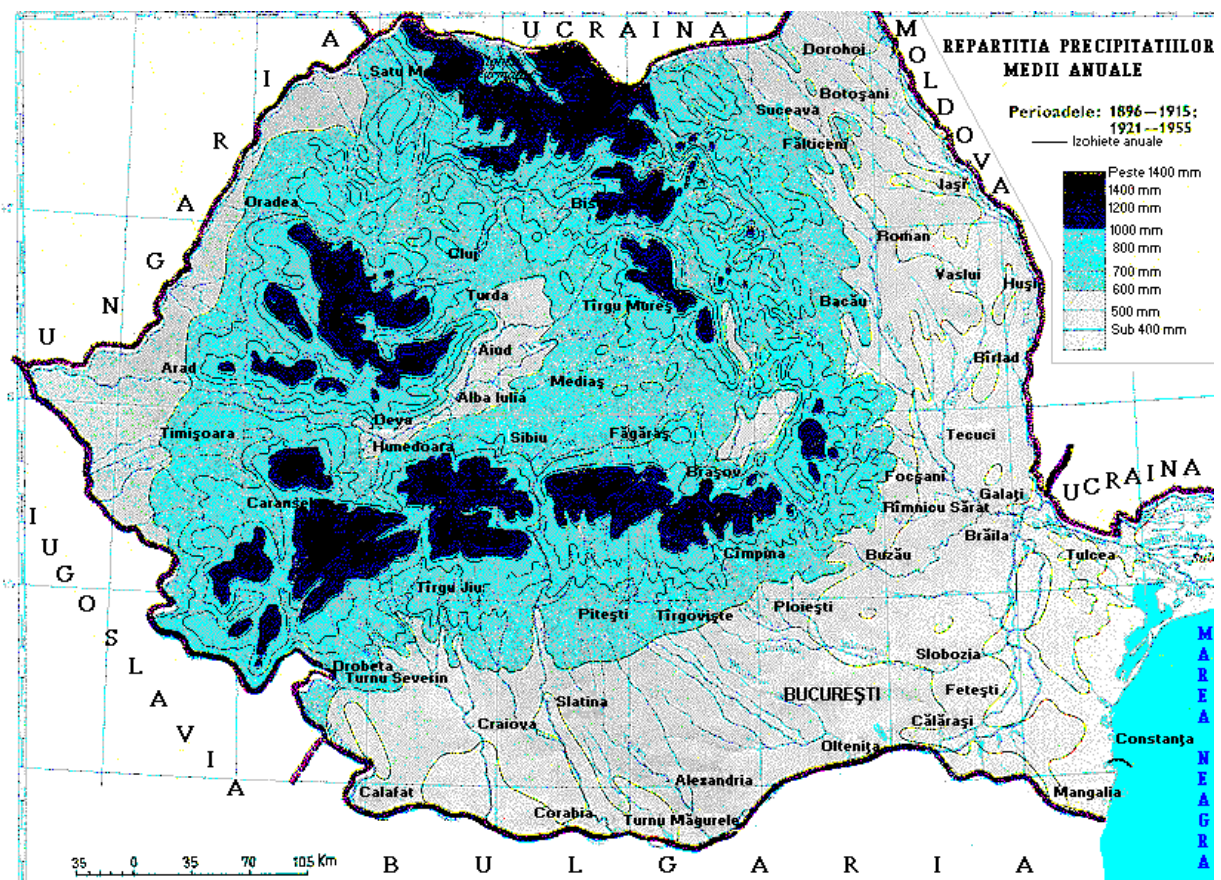 UCRAINA
MOLDOVA
UNGARIA
REPARTITIA PRECIPITATIILOR
MEDII ANUALE
Perioadele: 1896—1915;
1921--1955
Izohiete anuale
Peste 1400 mm
1400 mm
1200 mm
1000 mm
800 mm
700 mm
600 mm
500 mm
Sub 400 mm
Dorohoi
Satu M
Botoşani
Suceava
Fălticeni
Iaşi
Oradea
Bis
Roman
Cluj
Vaslui
Huşi
Turda
Tîrgu Mureş
Bacău
Aiud
Bîrlad
Arad
Mediaş
Alba Iulia
Deva
Timişoara
Hunedoara
Sibiu
Făgăraş
Tecuci
Braşov
Focşani
UCRAINA
Caranse
Galaţi
Rîmnicu Sărat
Brăila
Buzău
Cîmpina
Tulcea
Tîrgu Jiu
Piteşti
Tîrgovişte
Ploieşti
Slobozia
Drobeta
Turnu Severin
BUCUREŞTI
Feteşti
Slatina
Craiova
Călăraşi
Olteniţa
Constanţa
Alexandria
Calafat
Mangalia
Corabia
Turnu Măgurele
IUGOSLAVIA
MAREA NEAGRA
BULGARIA
35 0 35 70 105 Km